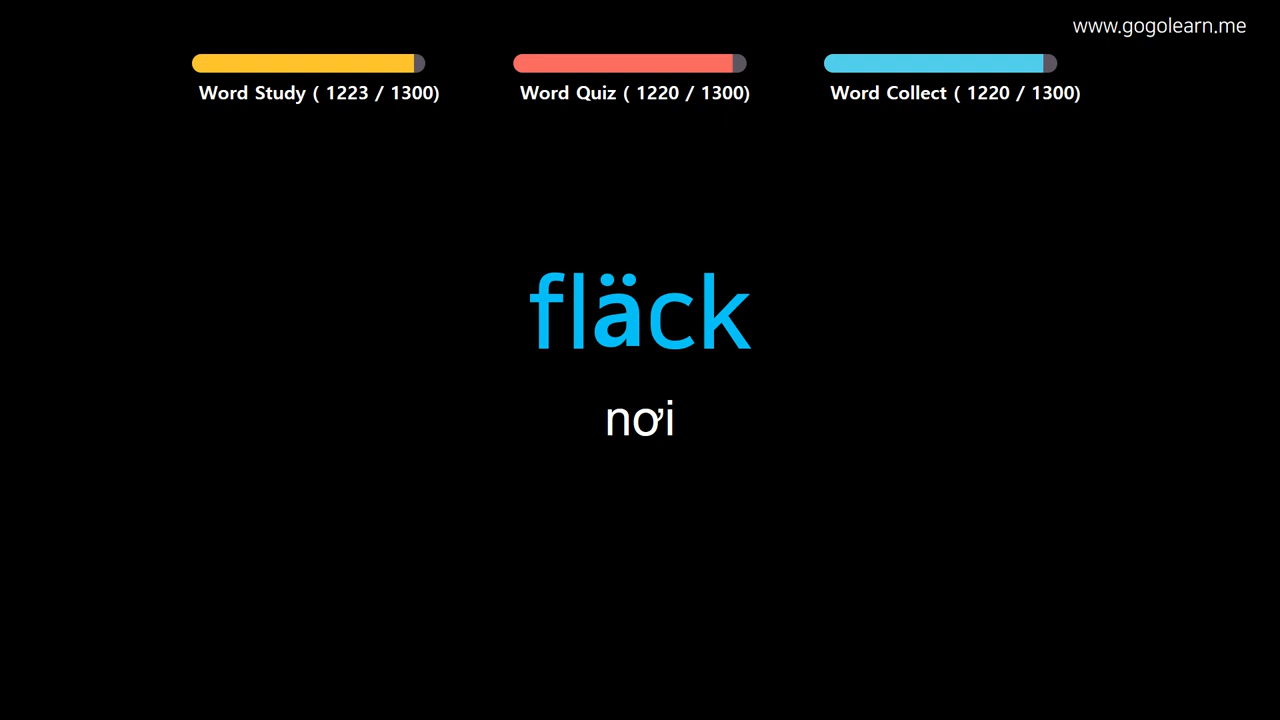 www.gogolearn.me
Word Study ( 1223 / 1300)
Word Quiz ( 1220 / 1300)
Word Collect ( 1220 / 1300)
fläck
nơi